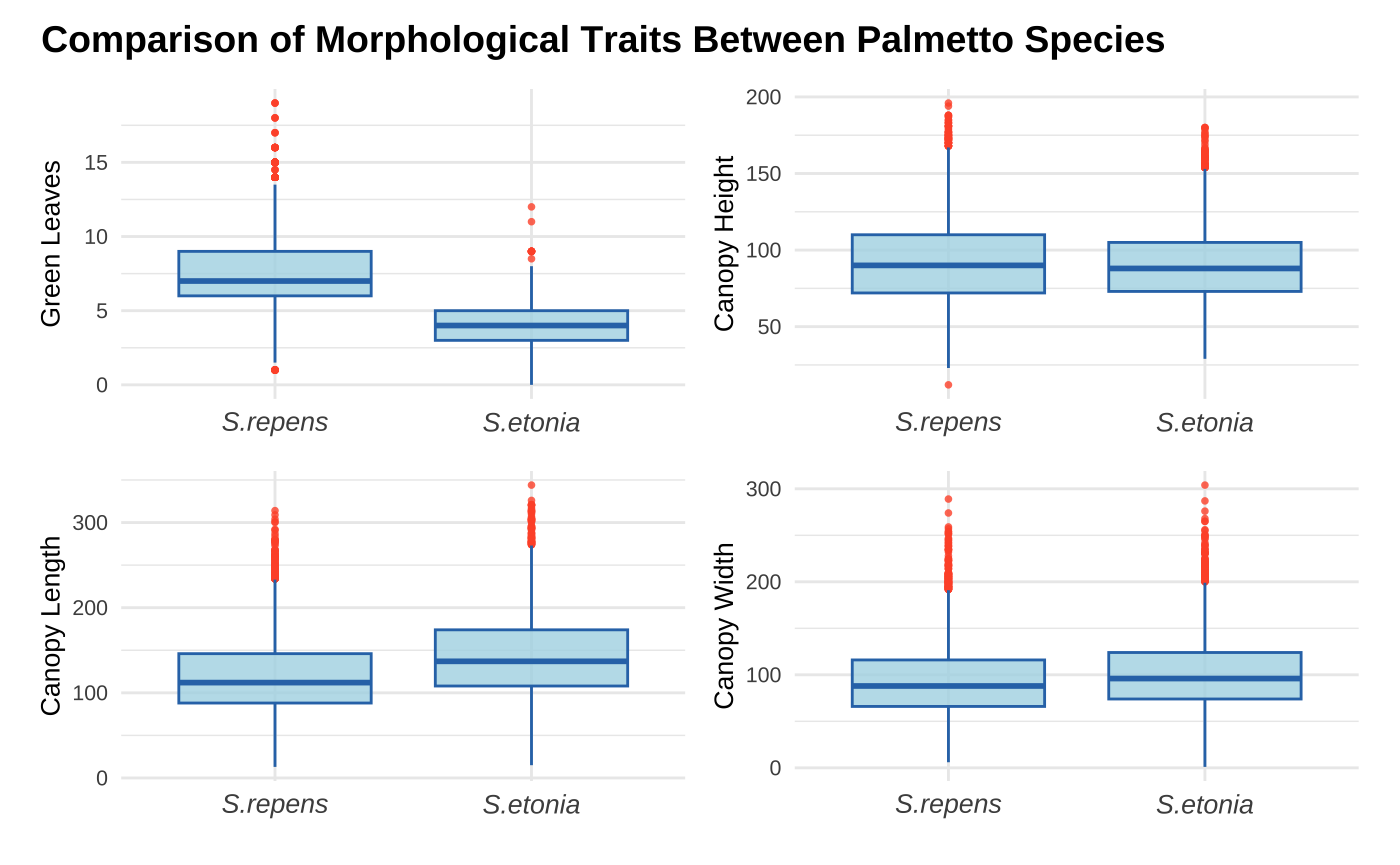 Comparison of Morphological Traits Between Palmetto Species
Green Leaves
15
10
5
0
S.repens
S.etonia
Canopy Height
200
150
100
50
S.repens
S.etonia
Canopy Length
300
200
100
0
S.repens
S.etonia
Canopy Width
300
200
100
0
S.repens
S.etonia